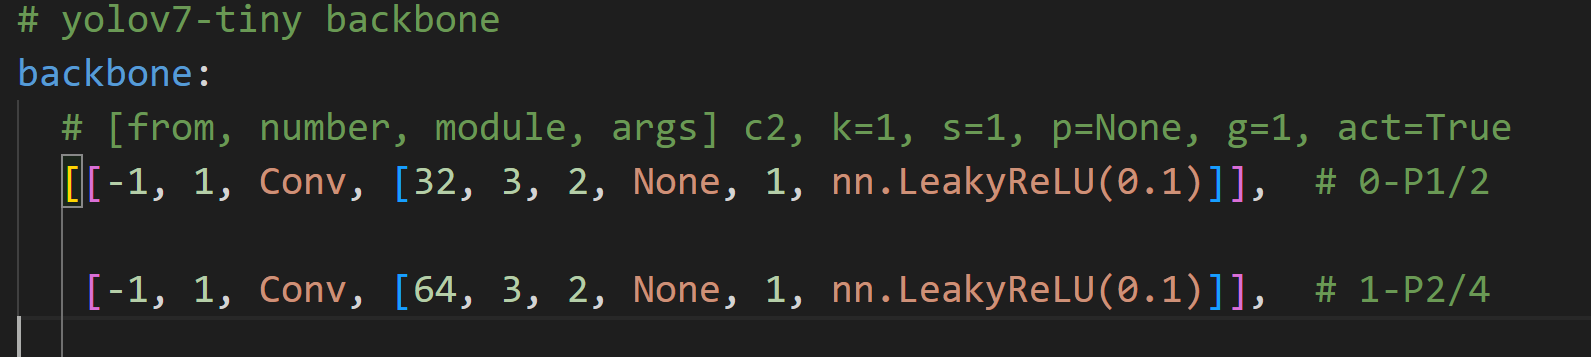 # yolov7-tiny backbone
backbone:
# [from, number, module, args] c2, k=1, s=1, p=None, g=1, act=True
[[-1, 1, Conv, [32, 3, 2, None, 1, nn.LeakyReLU(0.1)]],  # 0-P1/2
[-1, 1, Conv, [64, 3, 2, None, 1, nn.LeakyReLU(0.1)]],  # 1-P2/4